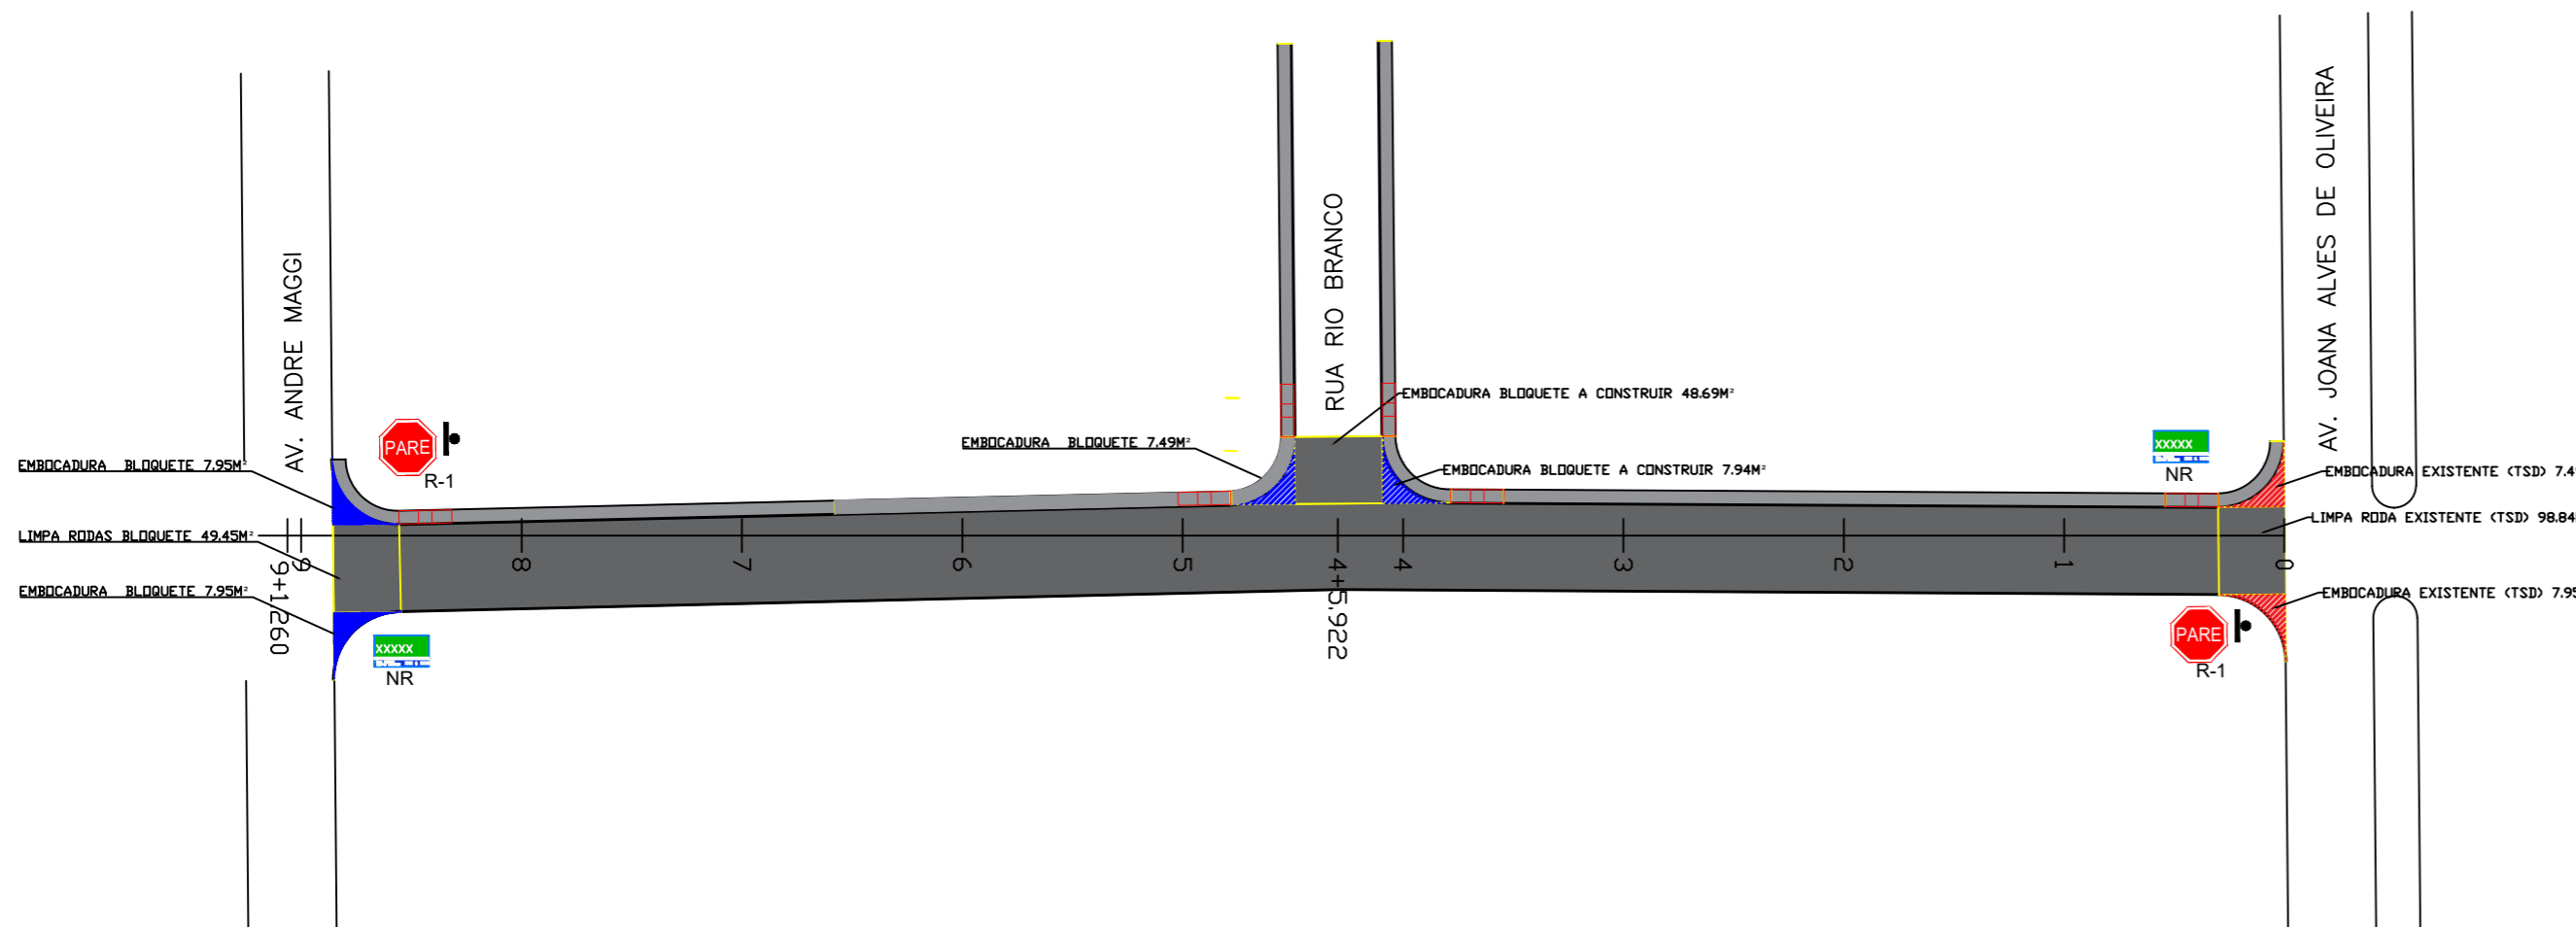 AV. ANDRE MAGGI
RUA RIO BRANCO
AV. JOANA ALVES DE OLIVEIRA
EMBOCADURA BLOQUETE A CONSTRUIR 48.69M²
EMBOCADURA BLOQUETE 7.49M²
PARE
R-1
XXXXX
NR
EMBOCADURA BLOQUETE 7.95M²
EMBOCADURA BLOQUETE A CONSTRUIR 7.94M²
EMBOCADURA EXISTENTE (TSD) 7.4
LIMPA RODA EXISTENTE (TSD) 98.84
LIMPA RODAS BLOQUETE 49.45M²
9+1.260
9
8
7
6
5
4+5.922
4
3
2
1
0
EMBOCADURA BLOQUETE 7.95M²
EMBOCADURA EXISTENTE (TSD) 7.95
XXXXX
NR
PARE
R-1